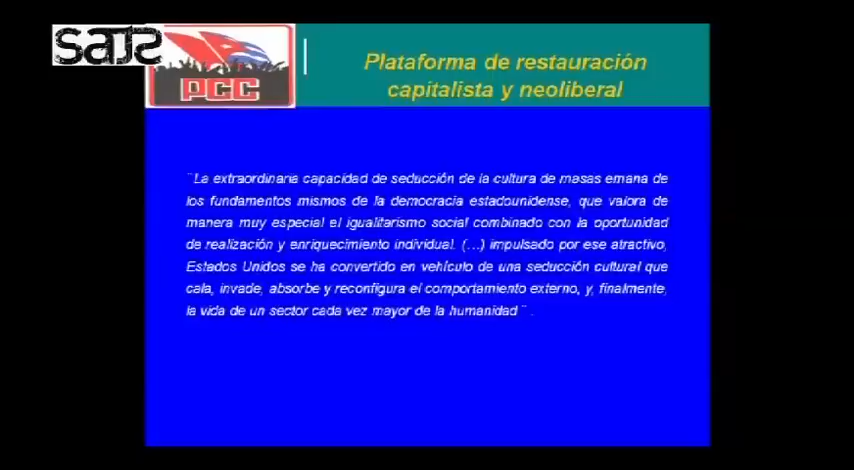 SATS
PCC
Plataforma de restauración
capitalista y neoliberal
¨La extraordinaria capacidad de seducción de la cultura de masas emana de
los fundamentos mismos de la democracia estadounidense, que valora de
manera muy especial el igualitarismo social combinado con la oportunidad
de realización y enriquecimiento individual. (...) impulsado por ese atractivo,
Estados Unidos se ha convertido en vehículo de una seducción cultural que
cala, invade, absorbe y reconfigura el comportamiento externo, y, finalmente,
la vida de un sector cada vez mayor de la humanidad¨ .